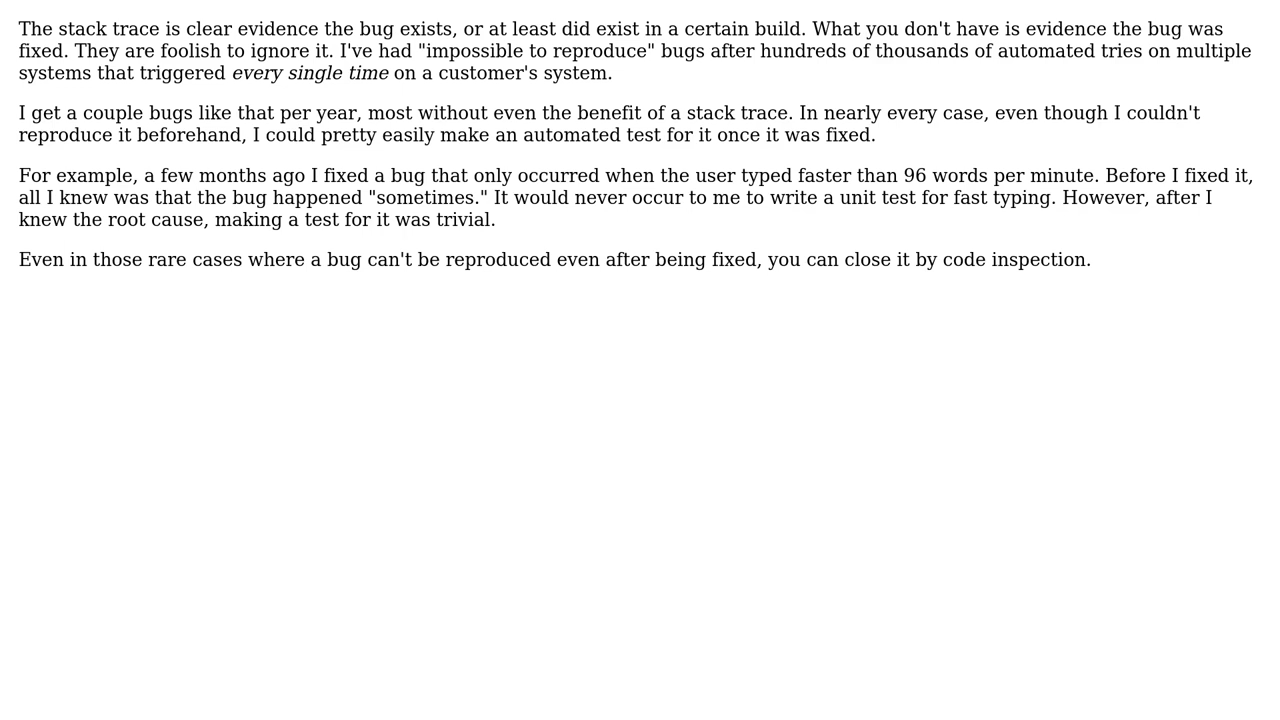 The stack trace is clear evidence the bug exists, or at least did exist in a certain build. What you don't have is evidence the bug was
fixed. They are foolish to ignore it. I've had "impossible to reproduce" bugs after hundreds of thousands of automated tries on multiple
systems that triggered every single time on a customer's system.
I get a couple bugs like that per year, most without even the benefit of a stack trace. In nearly every case, even though I couldn't
reproduce it beforehand, I could pretty easily make an automated test for it once it was fixed.
For example, a few months ago I fixed a bug that only occurred when the user typed faster than 96 words per minute. Before I fixed it,
all I knew was that the bug happened "sometimes." It would never occur to me to write a unit test for fast typing. However, after I
knew the root cause, making a test for it was trivial.
Even in those rare cases where a bug can't be reproduced even after being fixed, you can close it by code inspection.